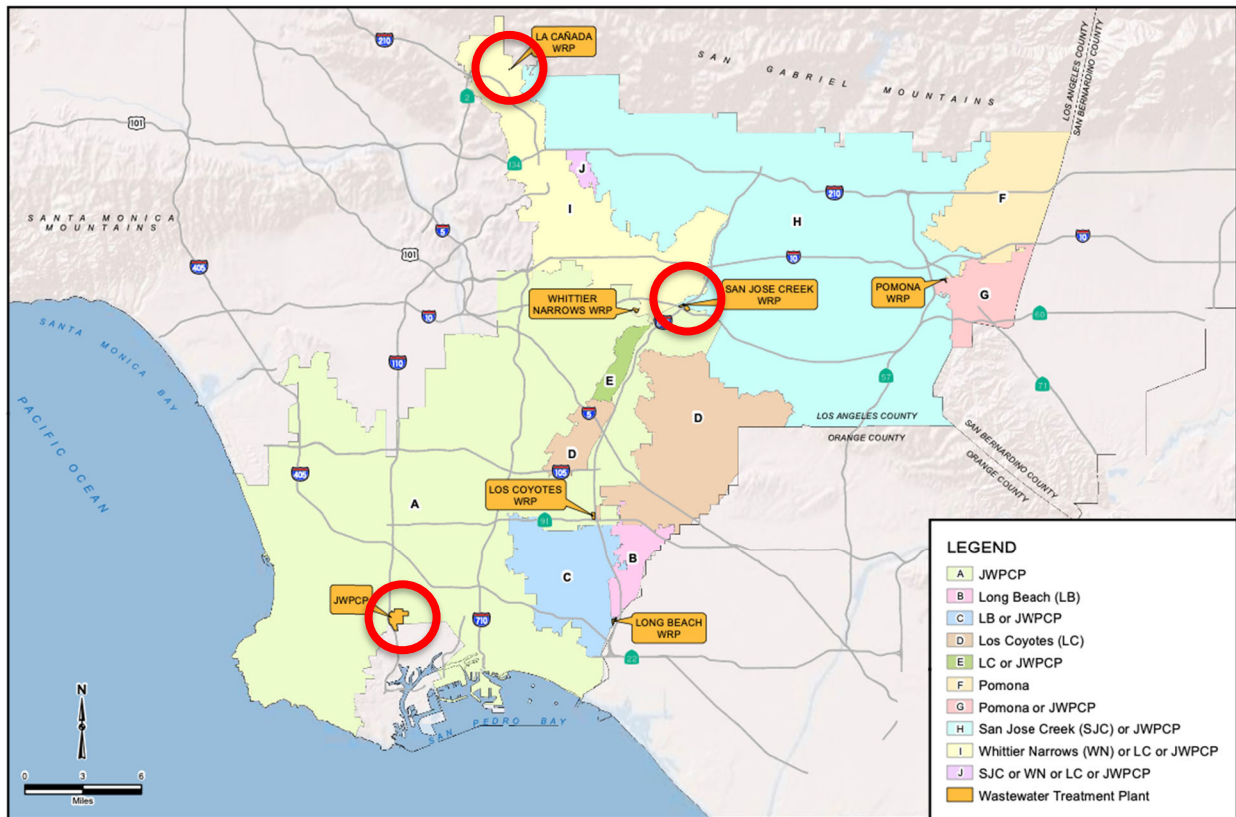 210
LA CAÑADA
WRP
SAN GABRIEL MOUNTAINS
LOS ANGELES COUNTY
SAN BERNARDINO COUNTY
2
101
134
J
210
F
I
H
SANTA MONICA
MOUNTAINS
5
101
10
10
405
SAN JOSE CREEK
WRP
POMONA
WRP
WHITTIER
NARROWS WRP
G
10
60
SANTA MONICA BAY
110
E
57
71
5
D
LOS ANGELES COUNTY
ORANGE COUNTY
SAN BERNARDINO COUNTY
ORANGE COUNTY
PACIFIC OCEAN
D
405
105
A
LOS COYOTES
WRP
91
B
C
JWPCP
710
LONG BEACH
WRP
22
SAN PEDRO BAY
N
0 3 6
Miles
LEGEND
A JWPCP
B Long Beach (LB)
C LB or JWPCP
D Los Coyotes (LC)
E LC or JWPCP
F Pomona
G Pomona or JWPCP
H San Jose Creek (SJC) or JWPCP
I Whittier Narrows (WN) or LC or JWPCP
J SJC or WN or LC or JWPCP
Wastewater Treatment Plant